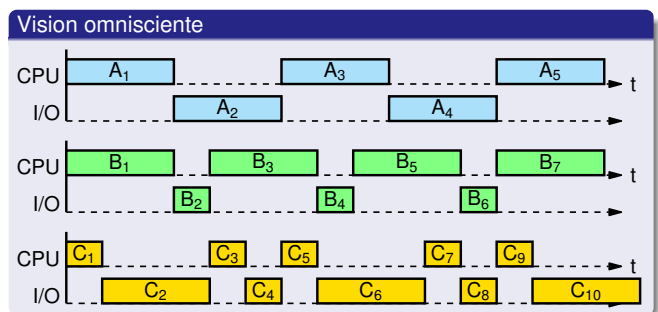 Vision omnisciente
CPU A1 A3 A5 t
I/O A2 A4
CPU B1 B3 B5 B7 t
I/O B2 B4 B6
CPU C1 C3 C5 C7 C9 t
I/O C2 C4 C6 C8 C10